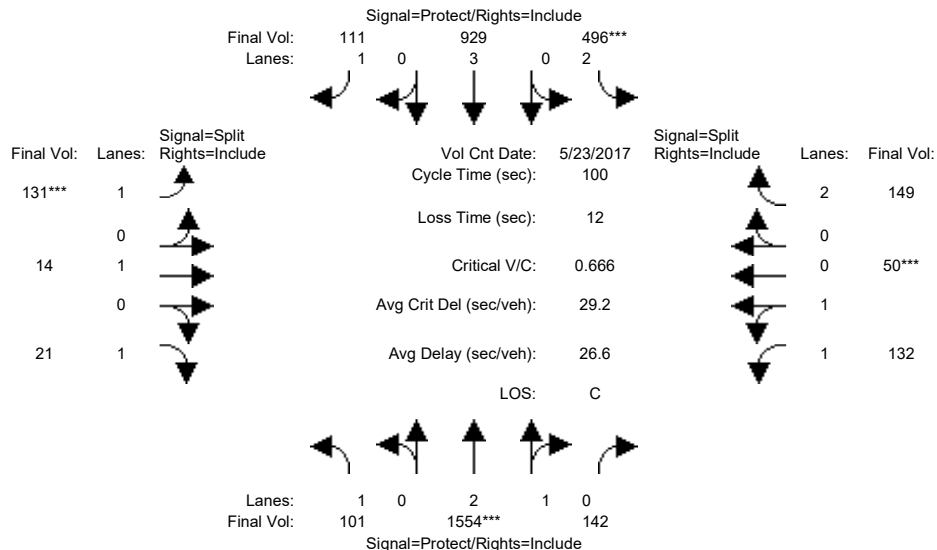 Signal=Protect/Rights=Include
Final Vol: 111 929 496***
Lanes: 1 0 3 0 2
Signal=Split Signal=Split
Final Vol: Lanes: Rights=Include Vol Cnt Date: 5/23/2017 Rights=Include Lanes: Final Vol:
Cycle Time (sec): 100
131*** 1 2 149
Loss Time (sec): 12
0 0
14 1 Critical V/C: 0.666 0 50***
0 Avg Crit Del (sec/veh): 29.2 1
21 1 Avg Delay (sec/veh): 26.6 1 132
LOS: C
Lanes: 1 0 2 1 0
Final Vol: 101 1554*** 142
Signal=Protect/Rights=Include